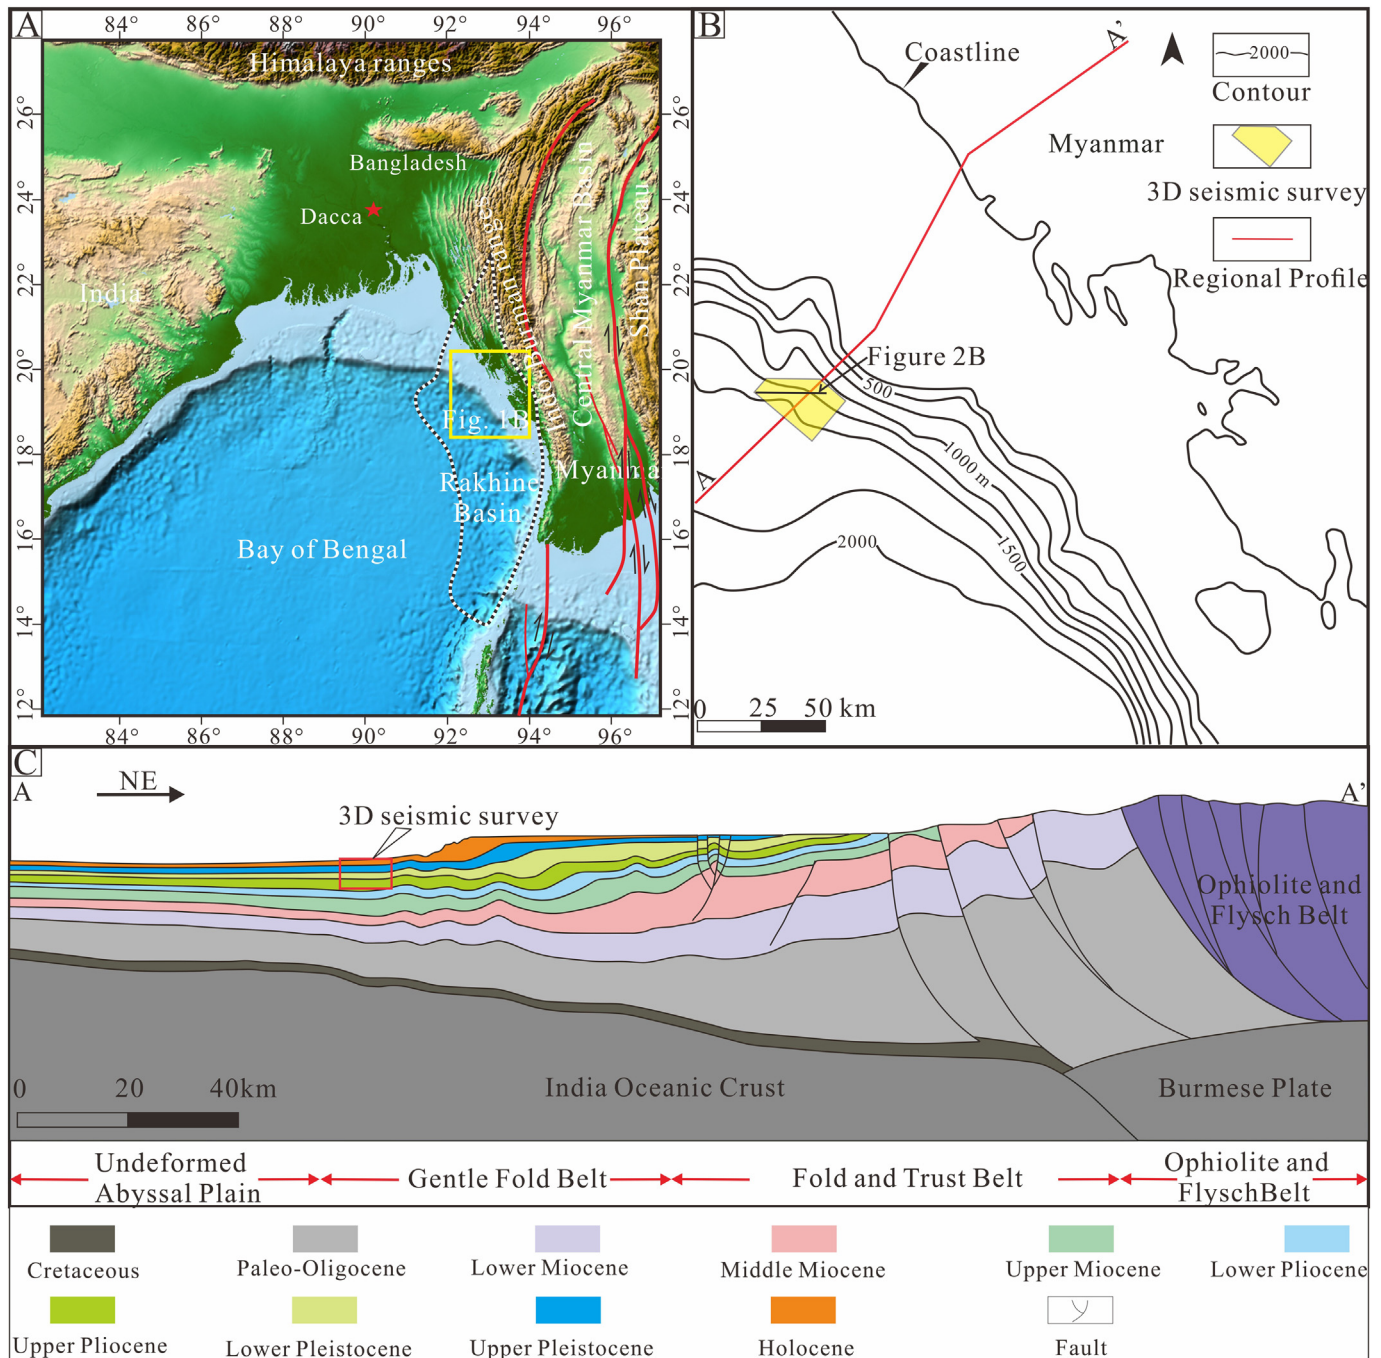 A
84° 86° 88° 90° 92° 94° 96°
Himalaya ranges
26°
26°
Bangladesh
24°
24°
Dacca
Indoburman ranges
Central Myanmar Basin
Shan Plateau
22°
22°
India
20°
20°
Fig. 1B
18°
18°
Rakhine
Basin
Myanma
16°
16°
Bay of Bengal
14°
14°
12°
12°
84° 86° 88° 90° 92° 94° 96°
B
A’
Coastline
2000
Contour
Myanmar
3D seismic survey
Regional Profile
Figure 2B
500
A
1000 m
1500
2000
0 25 50 km
C
A
NE
A’
3D seismic survey
Ophiolite and
Flysch Belt
0 20 40km
India Oceanic Crust
Burmese Plate
Undeformed
Abyssal Plain
Gentle Fold Belt
Fold and Trust Belt
Ophiolite and
FlyschBelt
Cretaceous
Paleo-Oligocene
Lower Miocene
Middle Miocene
Upper Miocene
Lower Pliocene
Upper Pliocene
Lower Pleistocene
Upper Pleistocene
Holocene
Fault